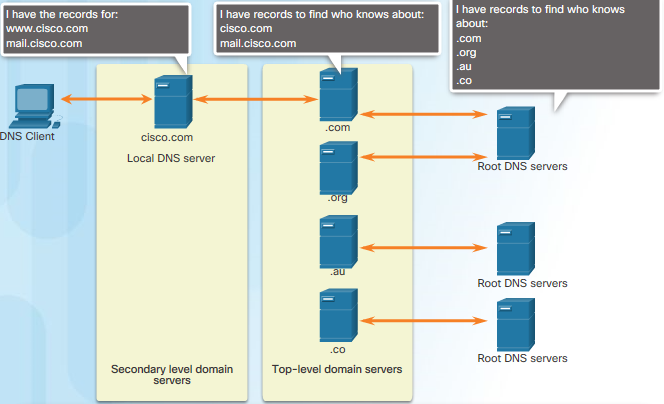 I have the records for:
www.cisco.com
mail.cisco.com
I have records to find who knows about:
cisco.com
mail.cisco.com
I have records to find who knows
about:
.com
.org
.au
.co
DNS Client
cisco.com
Local DNS server
.com
.org
.au
.co
Root DNS servers
Root DNS servers
Root DNS servers
Secondary level domain
servers
Top-level domain servers